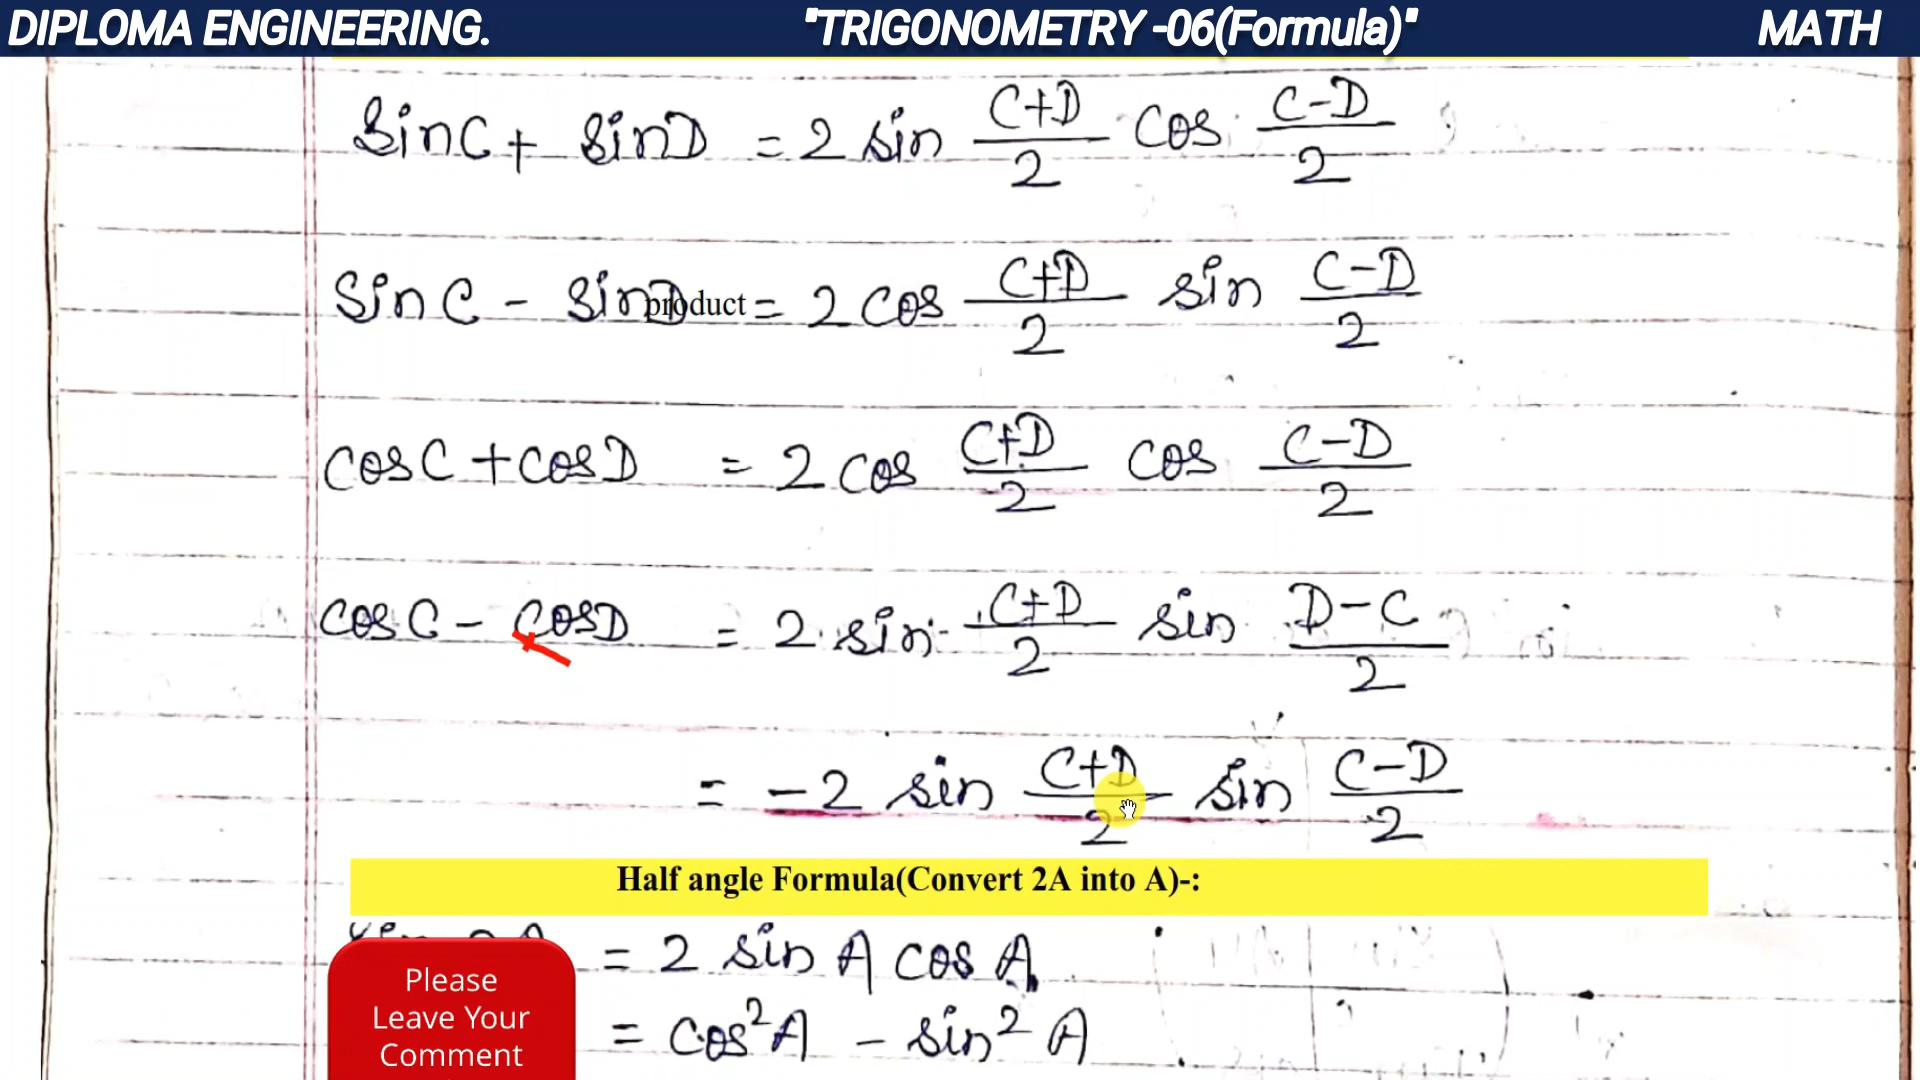 DIPLOMA ENGINEERING. "TRIGONOMETRY -06(Formula)" MATH
sinC + sinD = 2 sin (C+D)/2 cos (C-D)/2
sinC - sinD product = 2 cos (C+D)/2 sin (C-D)/2
cosC + cosD = 2 cos (C+D)/2 cos (C-D)/2
cosC - cosD = 2 sin (C+D)/2 sin (D-C)/2
= -2 sin (C+D)/2 sin (C-D)/2
Half angle Formula(Convert 2A into A)-:
= 2 sin A cos A
= cos²A - sin²A
Please
Leave Your
Comment